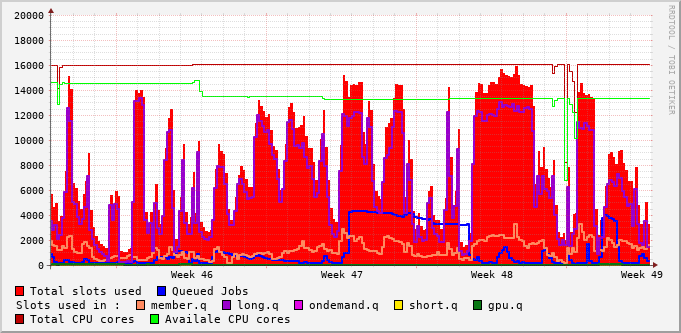 20000
18000
16000
14000
12000
10000
8000
6000
4000
2000
0
Week 46 Week 47 Week 48 Week 49
Total slots used Queued Jobs
Slots used in : member.q long.q ondemand.q short.q gpu.q
Total CPU cores Availale CPU cores
RRDTOOL / TOBI OETIKER